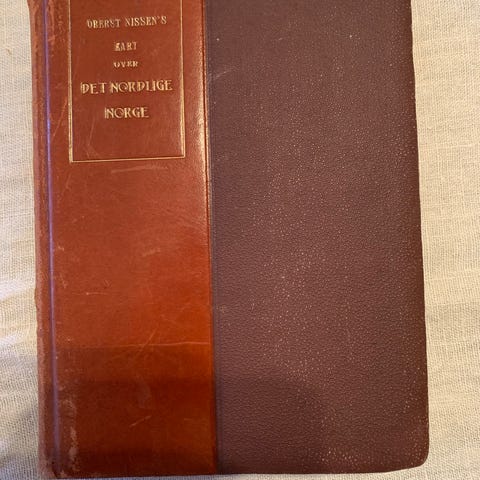 OBERST NISSEN'S
KART
OVER
DET NORDLIGE
NORGE